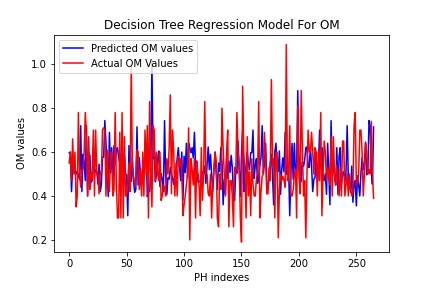 Decision Tree Regression Model For OM
Predicted OM values
Actual OM Values
OM values
1.0
0.8
0.6
0.4
0.2
0 50 100 150 200 250
PH indexes